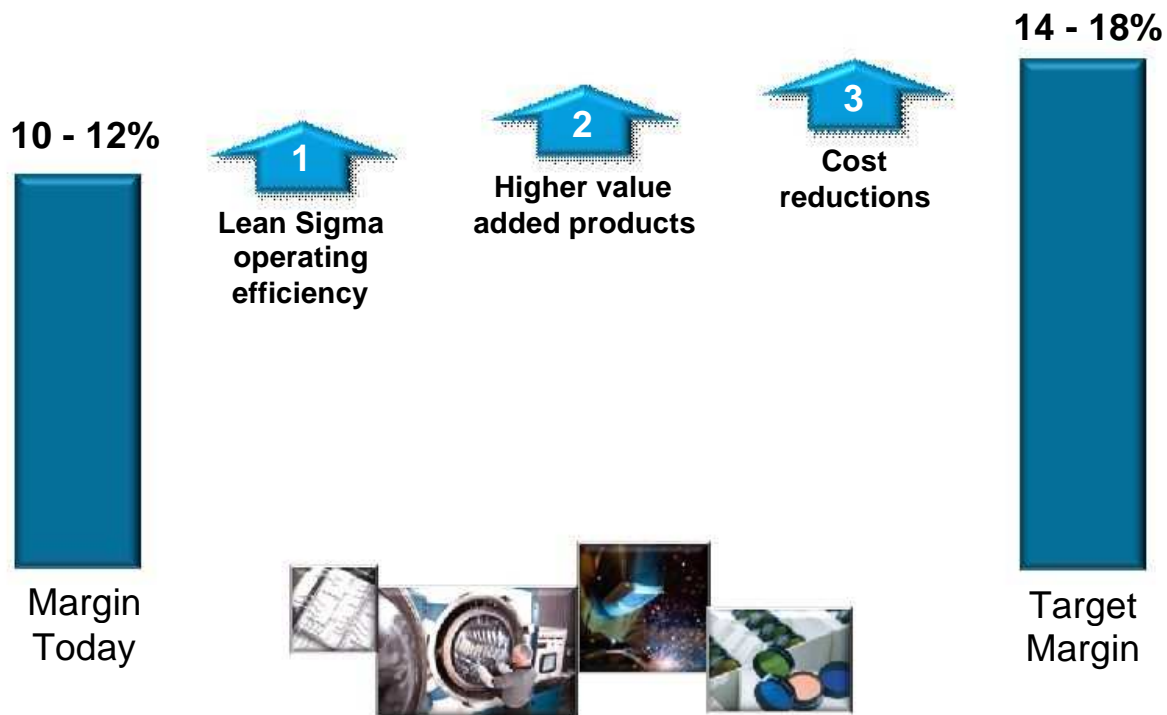 14 - 18%
10 - 12%
1
Lean Sigma
operating
efficiency
2
Higher value
added products
3
Cost
reductions
Margin
Today
Target
Margin